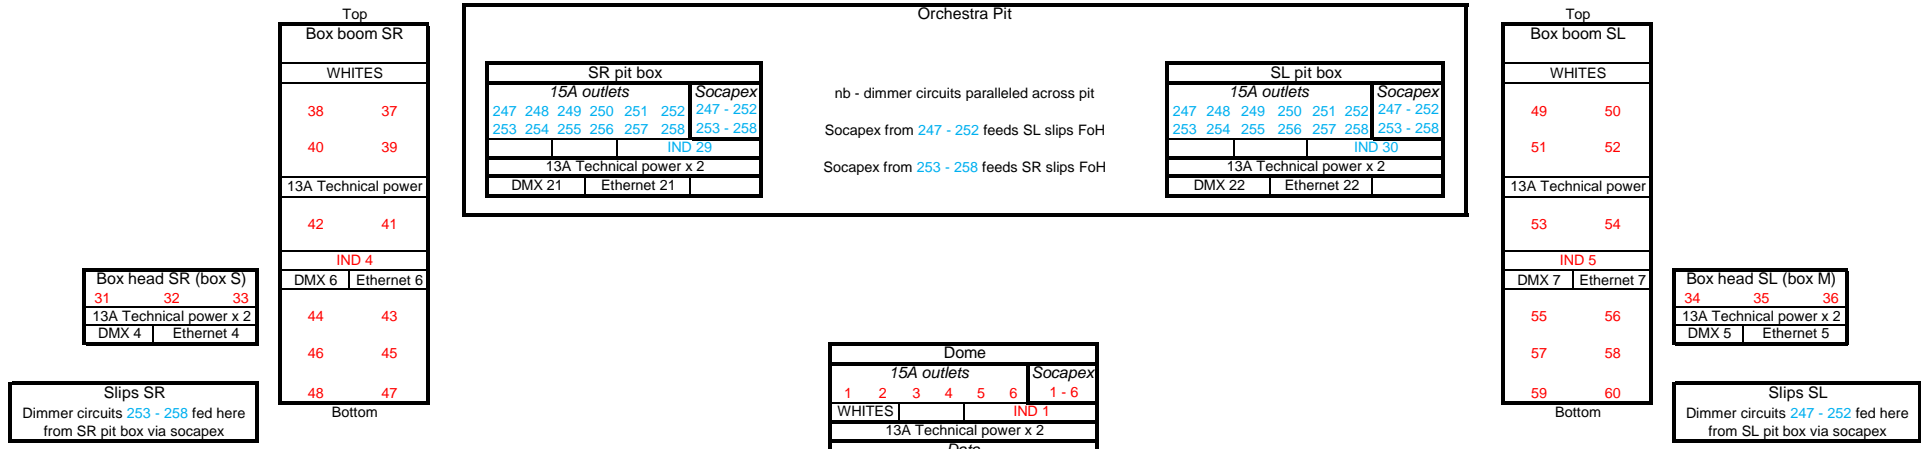 Top
Box boom SR
WHITES
38 37
40 39
13A Technical power
42 41
IND 4
DMX 6 Ethernet 6
44 43
46 45
48 47
Bottom
Box head SR (box S)
31 32 33
13A Technical power x 2
DMX 4 Ethernet 4
Slips SR
Dimmer circuits 253 - 258 fed here
from SR pit box via socapex
Orchestra Pit
SR pit box
15A outlets Socapex
247 248 249 250 251 252 247 - 252
253 254 255 256 257 258 253 - 258
IND 29
13A Technical power x 2
DMX 21 Ethernet 21
nb - dimmer circuits paralleled across pit
Socapex from 247 - 252 feeds SL slips FoH
Socapex from 253 - 258 feeds SR slips FoH
SL pit box
15A outlets Socapex
247 248 249 250 251 252 247 - 252
253 254 255 256 257 258 253 - 258
IND 30
13A Technical power x 2
DMX 22 Ethernet 22
Dome
15A outlets Socapex
1 2 3 4 5 6 1 - 6
WHITES IND 1
13A Technical power x 2
Data
Top
Box boom SL
WHITES
49 50
51 52
13A Technical power
53 54
IND 5
DMX 7 Ethernet 7
55 56
57 58
59 60
Bottom
Box head SL (box M)
34 35 36
13A Technical power x 2
DMX 5 Ethernet 5
Slips SL
Dimmer circuits 247 - 252 fed here
from SL pit box via socapex